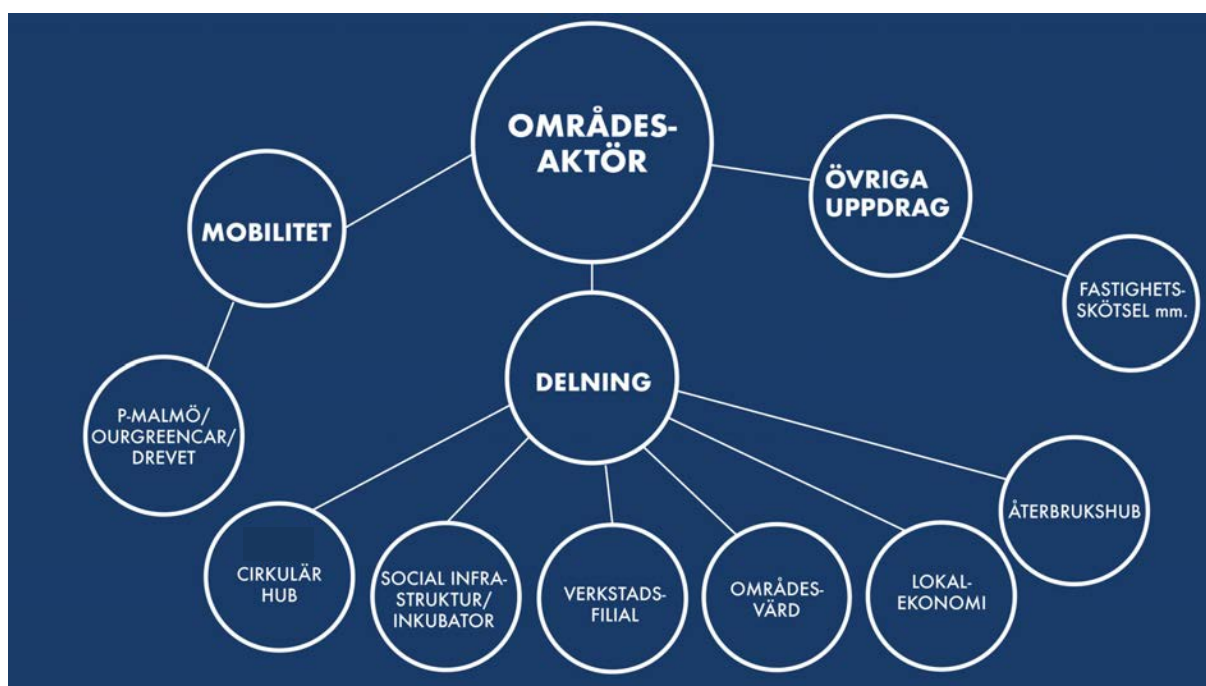 OMRÅDES-
AKTÖR
ÖVRIGA
UPPDRAG
MOBILITET
FASTIGHETS-
SKÖTSEL mm.
DELNING
P-MALMÖ/
OURGREENCAR/
DREVET
ÅTERBRUKSHUB
CIRKULÄR
HUB
SOCIAL INFRA-
STRUKTUR/
INKUBATOR
VERKSTADS-
FILIAL
OMRÅDES-
VÄRD
LOKAL-
EKONOMI